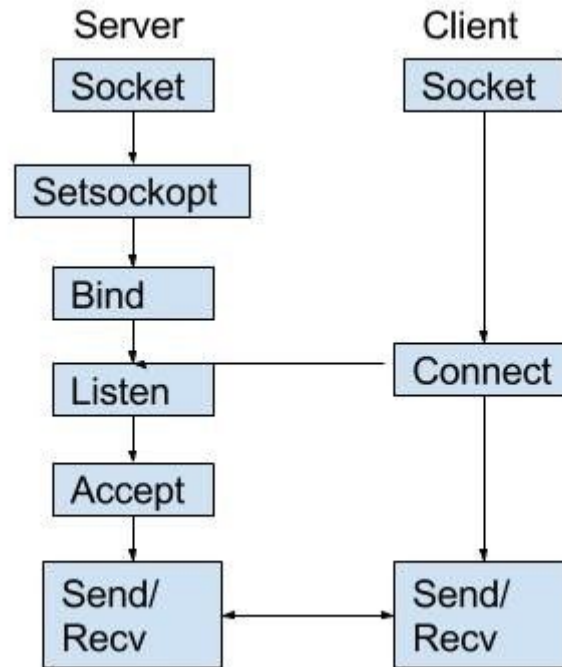 Server
Client
Socket
Socket
Setsockopt
Bind
Listen
Connect
Accept
Send/
Recv
Send/
Recv